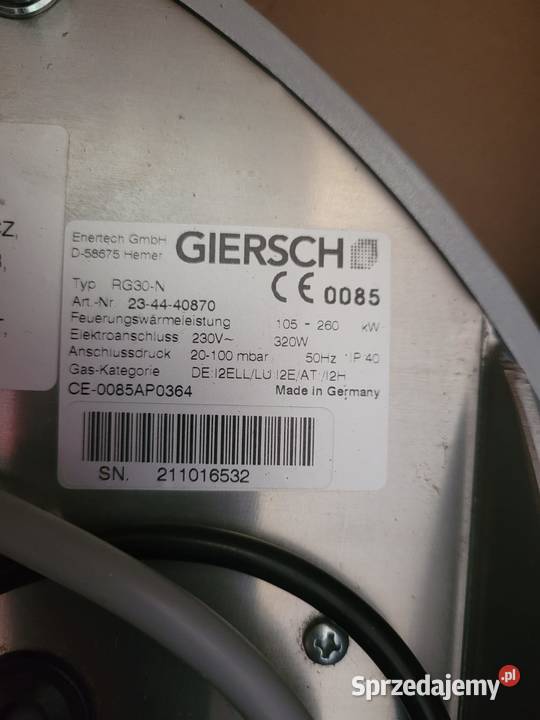 CZ,
3,
Enertech GmbH
D-58675 Hemer
GIERSCH
CE 0085
Typ RG30-N
Art.-Nr. 23-44-40870
Feuerungswärmeleistung 105 - 260 kW
Elektroanschluss 230V~ 320W
Anschlussdruck 20-100 mbar 50Hz IP 40
Gas-Kategorie DE:I2ELL/LU:I2E/AT:I2H
CE-0085AP0364 Made in Germany
SN. 211016532
Sprzedajemy.pl